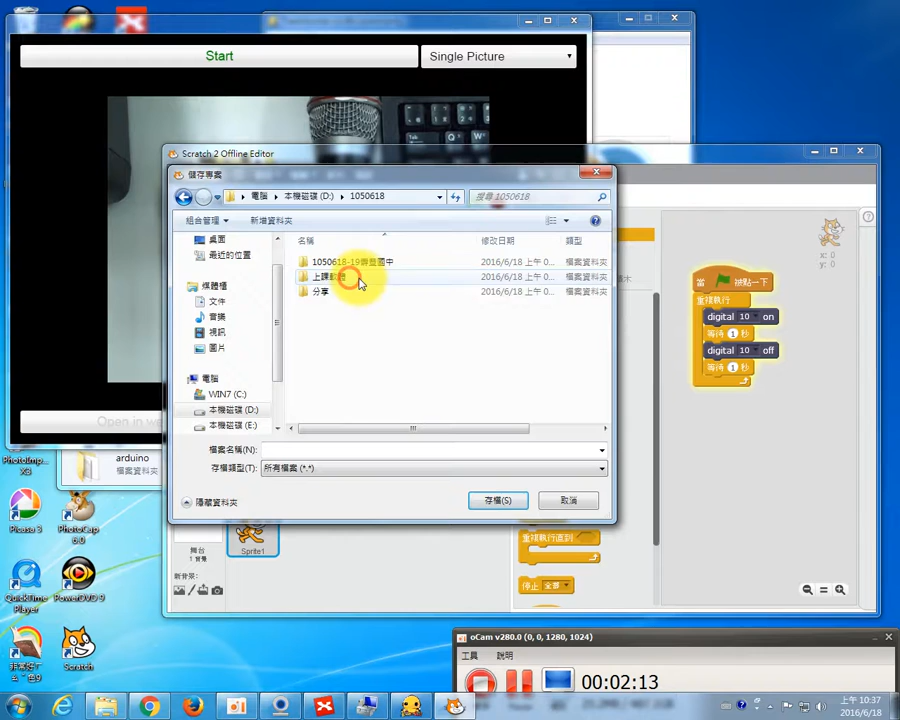 Start
Single Picture
Scratch 2 Offline Editor
儲存專案
電腦
本機磁碟 (D:)
1050618
搜尋 1050618
組合管理
新增資料夾
名稱
修改日期
類型
桌面
最近的位置
媒體櫃
文件
音樂
視訊
圖片
電腦
WIN7 (C:)
本機磁碟 (D:)
本機磁碟 (E:)
2016/6/18 上午 0...
檔案資料夾
上課軟體
2016/6/18 上午 0...
檔案資料夾
分享
2016/6/18 上午 0...
檔案資料夾
檔案名稱(N):
存檔類型(T):
所有檔案 (*.*)
隱藏資料夾
存檔(S)
取消
x: 0
y: 0
當 被點一下
重複執行
digital 10 on
等待 1 秒
digital 10 off
等待 1 秒
Open in we
arduino
檔案資料夾
PhotoImp...
X3
Picasa 3
PhotoCap
6.0
QuickTime
Player
PowerDVD 9
Scratch
舞台
1 背景
Sprite1
新背景:
重複執行直到
停止 全部
oCam v280.0 (0, 0, 1280, 1024)
工具
說明
00:02:13
上午 10:37
2016/6/18